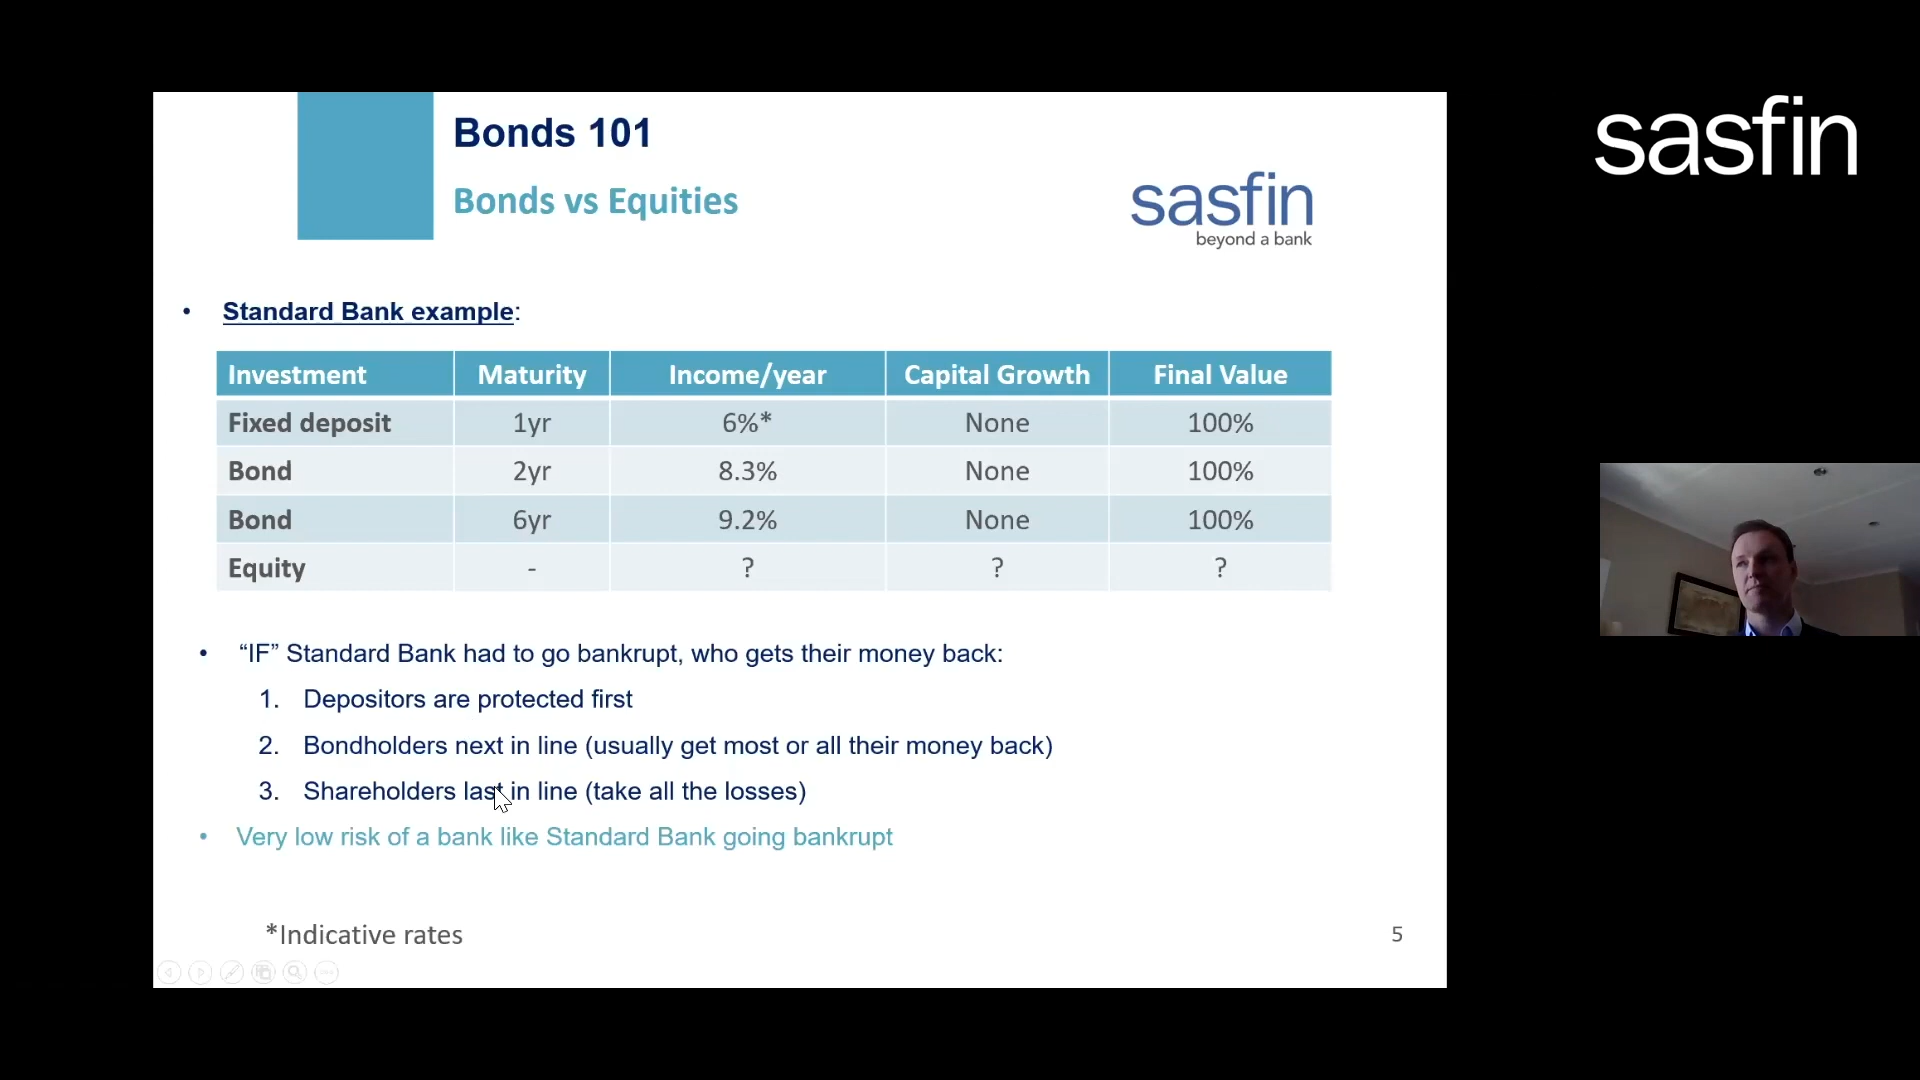 Bonds 101
Bonds vs Equities
sasfin
beyond a bank
sasfin
• Standard Bank example:
Investment Maturity Income/year Capital Growth Final Value
Fixed deposit 1yr 6%* None 100%
Bond 2yr 8.3% None 100%
Bond 6yr 9.2% None 100%
Equity - ? ? ?
• “IF” Standard Bank had to go bankrupt, who gets their money back:
1. Depositors are protected first
2. Bondholders next in line (usually get most or all their money back)
3. Shareholders last in line (take all the losses)
• Very low risk of a bank like Standard Bank going bankrupt
*Indicative rates
5